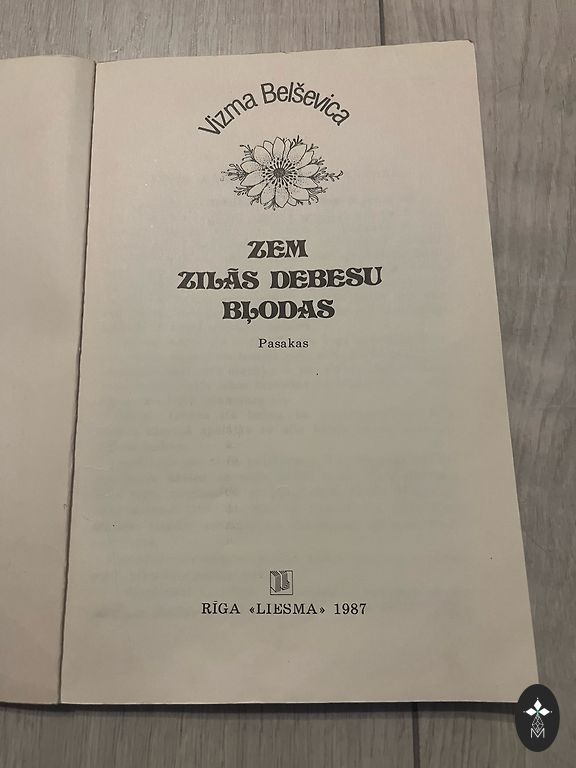 Vizma Belševica
ZEM
ZILĀS DEBESU
BĻODAS
Pasakas
RĪGA «LIESMA» 1987
M